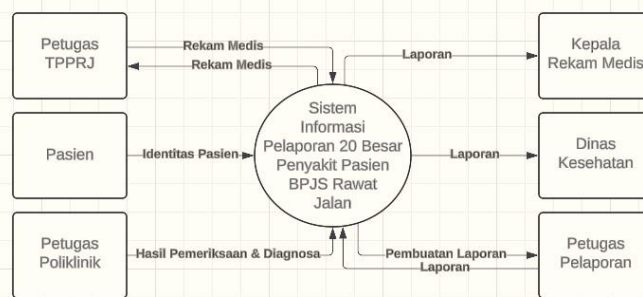 Petugas
TPPRJ
Rekam Medis
Rekam Medis
Laporan
Kepala
Rekam Medis
Pasien
Identitas Pasien
Sistem
Informasi
Pelaporan 20 Besar
Penyakit Pasien
BPJS Rawat
Jalan
Laporan
Dinas
Kesehatan
Petugas
Poliklinik
Hasil Pemeriksaan & Diagnosa
Pembuatan Laporan
Laporan
Petugas
Pelaporan